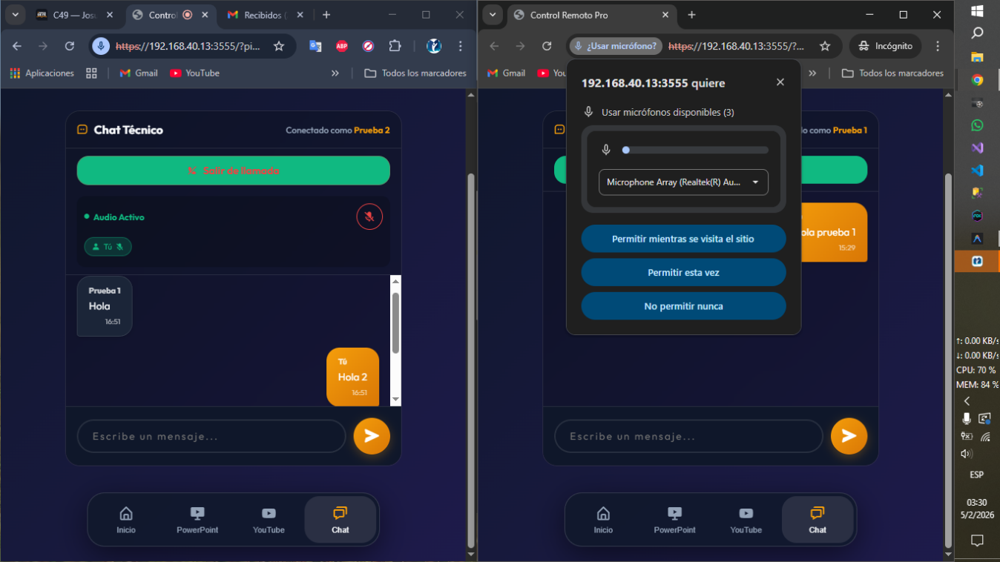 C49 — Josu
Control
Recibidos (
https://192.168.40.13:3555/?pi...
ABP
Aplicaciones
Gmail
YouTube
»
Todos los marcadores
Chat Técnico
Conectado como Prueba 2
Salir de llamada
Audio Activo
Tú
Prueba 1
Hola
16:51
Tú
Hola 2
16:51
Escribe un mensaje...
Inicio
PowerPoint
YouTube
Chat
Control Remoto Pro
¿Usar micrófono?
https://192.168.40.13:3555/?...
Incógnito
Gmail
You
»
Todos los marcadores
192.168.40.13:3555 quiere
Usar micrófonos disponibles (3)
Microphone Array (Realtek(R) Au...
Permitir mientras se visita el sitio
Permitir esta vez
No permitir nunca
o como Prueba 1
ola prueba 1
15:29
Escribe un mensaje...
Inicio
PowerPoint
YouTube
Chat
↑: 0.00 KB/s
↓: 0.00 KB/s
CPU: 70 %
MEM: 84 %
ESP
03:30
5/2/2026